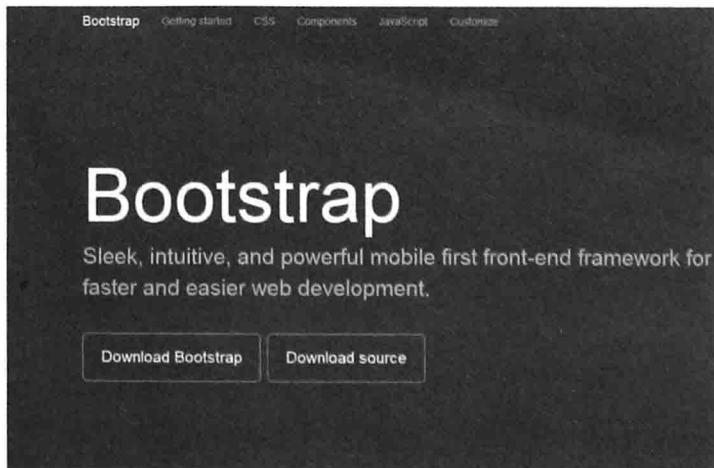 Bootstrap Getting started CSS Components JavaScript Customize
Bootstrap
Sleek, intuitive, and powerful mobile first front-end framework for
faster and easier web development.
Download Bootstrap Download source